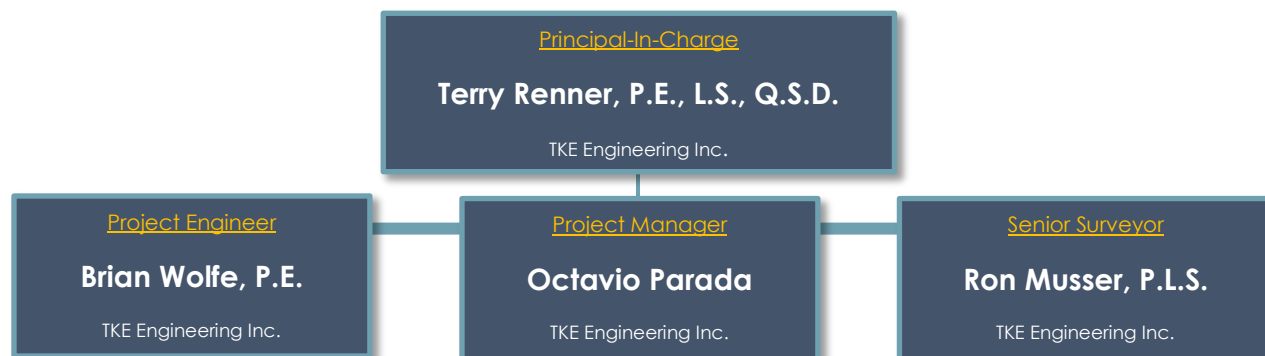 Principal-In-Charge
Terry Renner, P.E., L.S., Q.S.D.
TKE Engineering Inc.
Project Engineer
Brian Wolfe, P.E.
TKE Engineering Inc.
Project Manager
Octavio Parada
TKE Engineering Inc.
Senior Surveyor
Ron Musser, P.L.S.
TKE Engineering Inc.